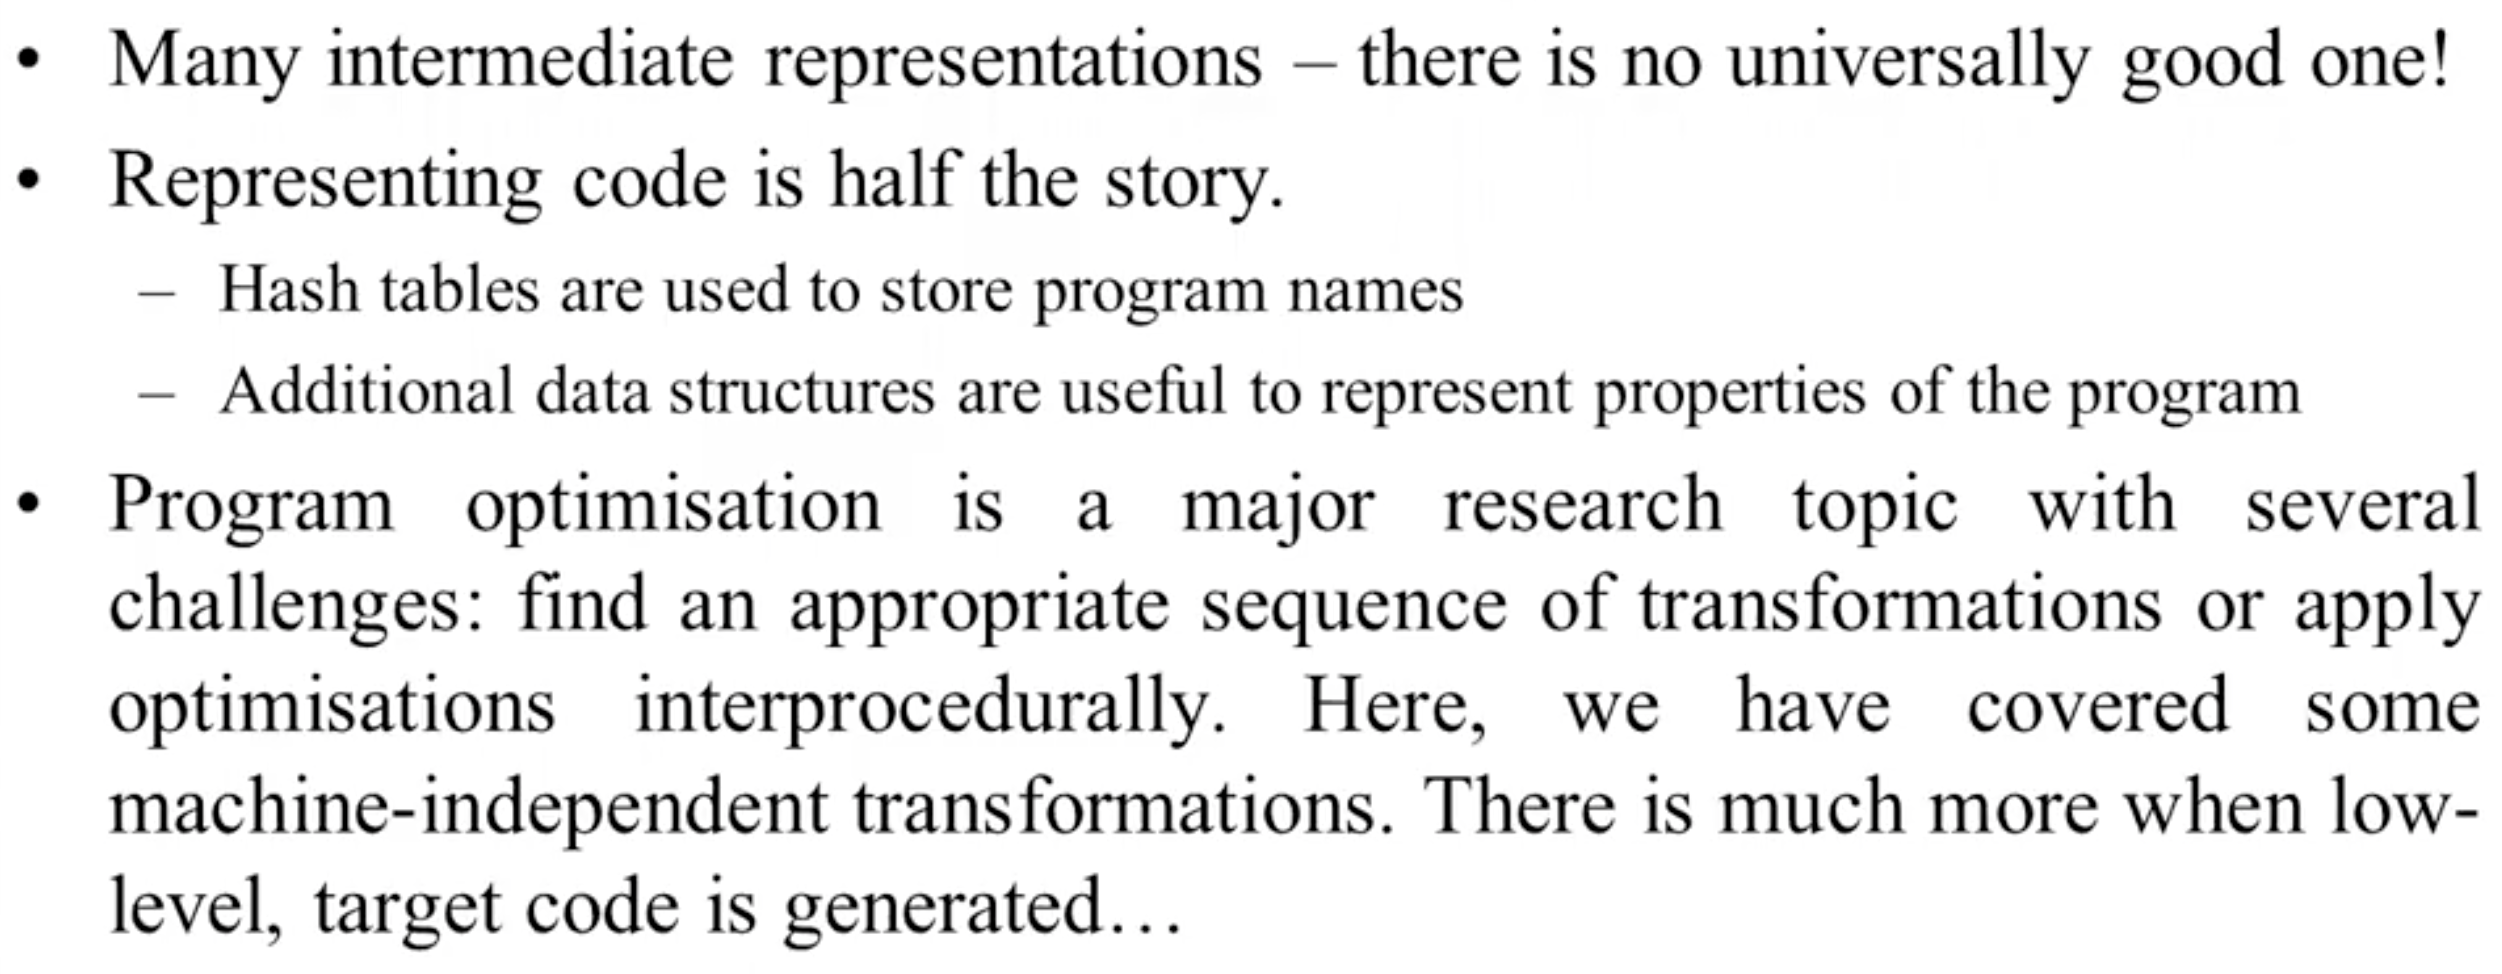 • Many intermediate representations – there is no universally good one!
• Representing code is half the story.
– Hash tables are used to store program names
– Additional data structures are useful to represent properties of the program
• Program optimisation is a major research topic with several
challenges: find an appropriate sequence of transformations or apply
optimisations interprocedurally. Here, we have covered some
machine-independent transformations. There is much more when low-
level, target code is generated…